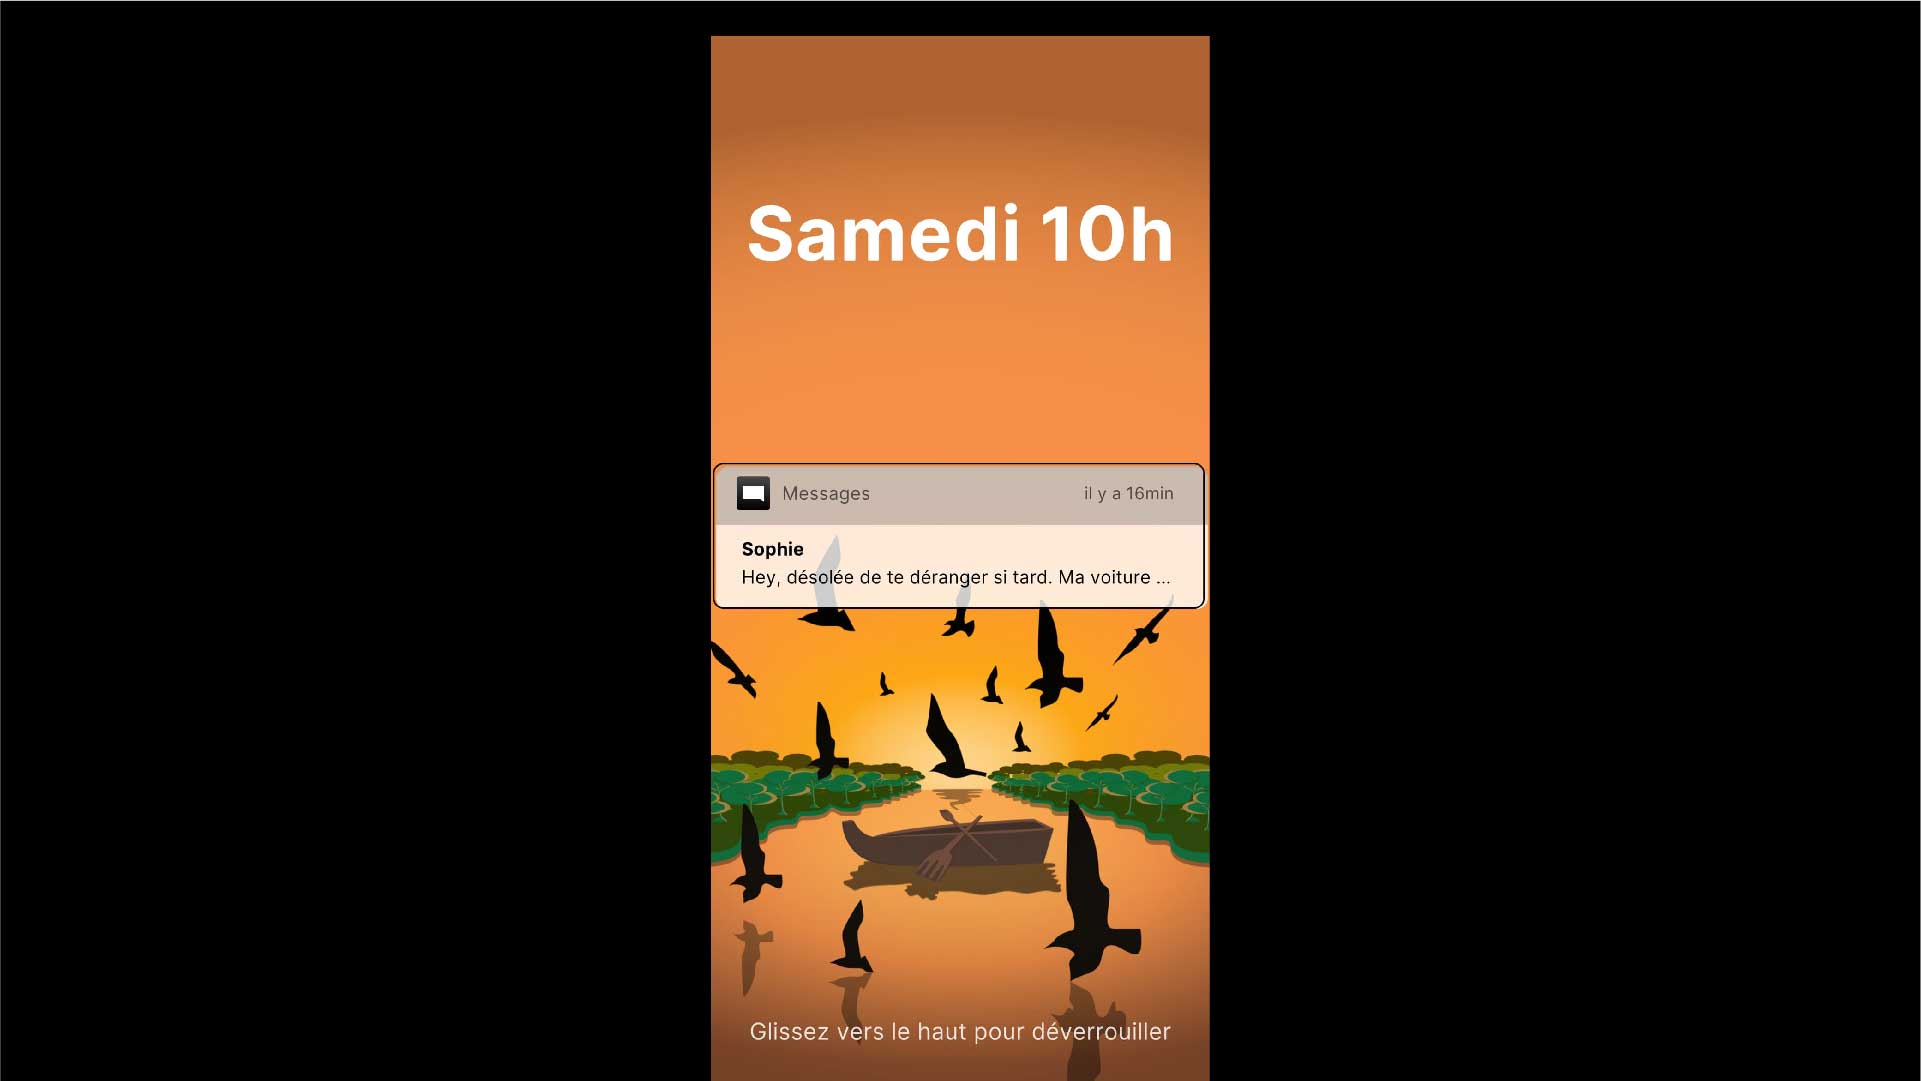 Samedi 10h
Messages il y a 16min
Sophie
Hey, désolée de te déranger si tard. Ma voiture ...
Glissez vers le haut pour déverrouiller